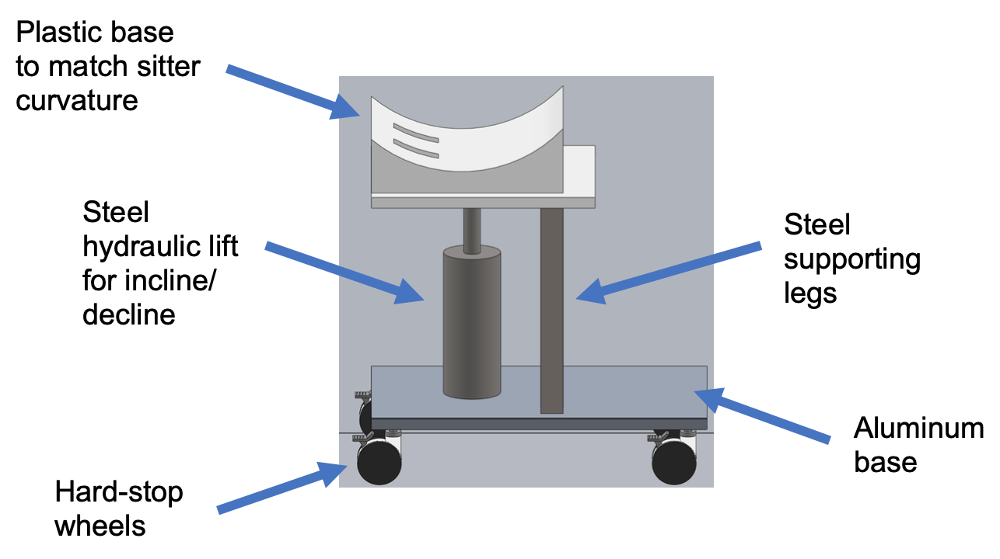 Plastic base
to match sitter
curvature
Steel
hydraulic lift
for incline/
decline
Steel
supporting
legs
Aluminum
base
Hard-stop
wheels